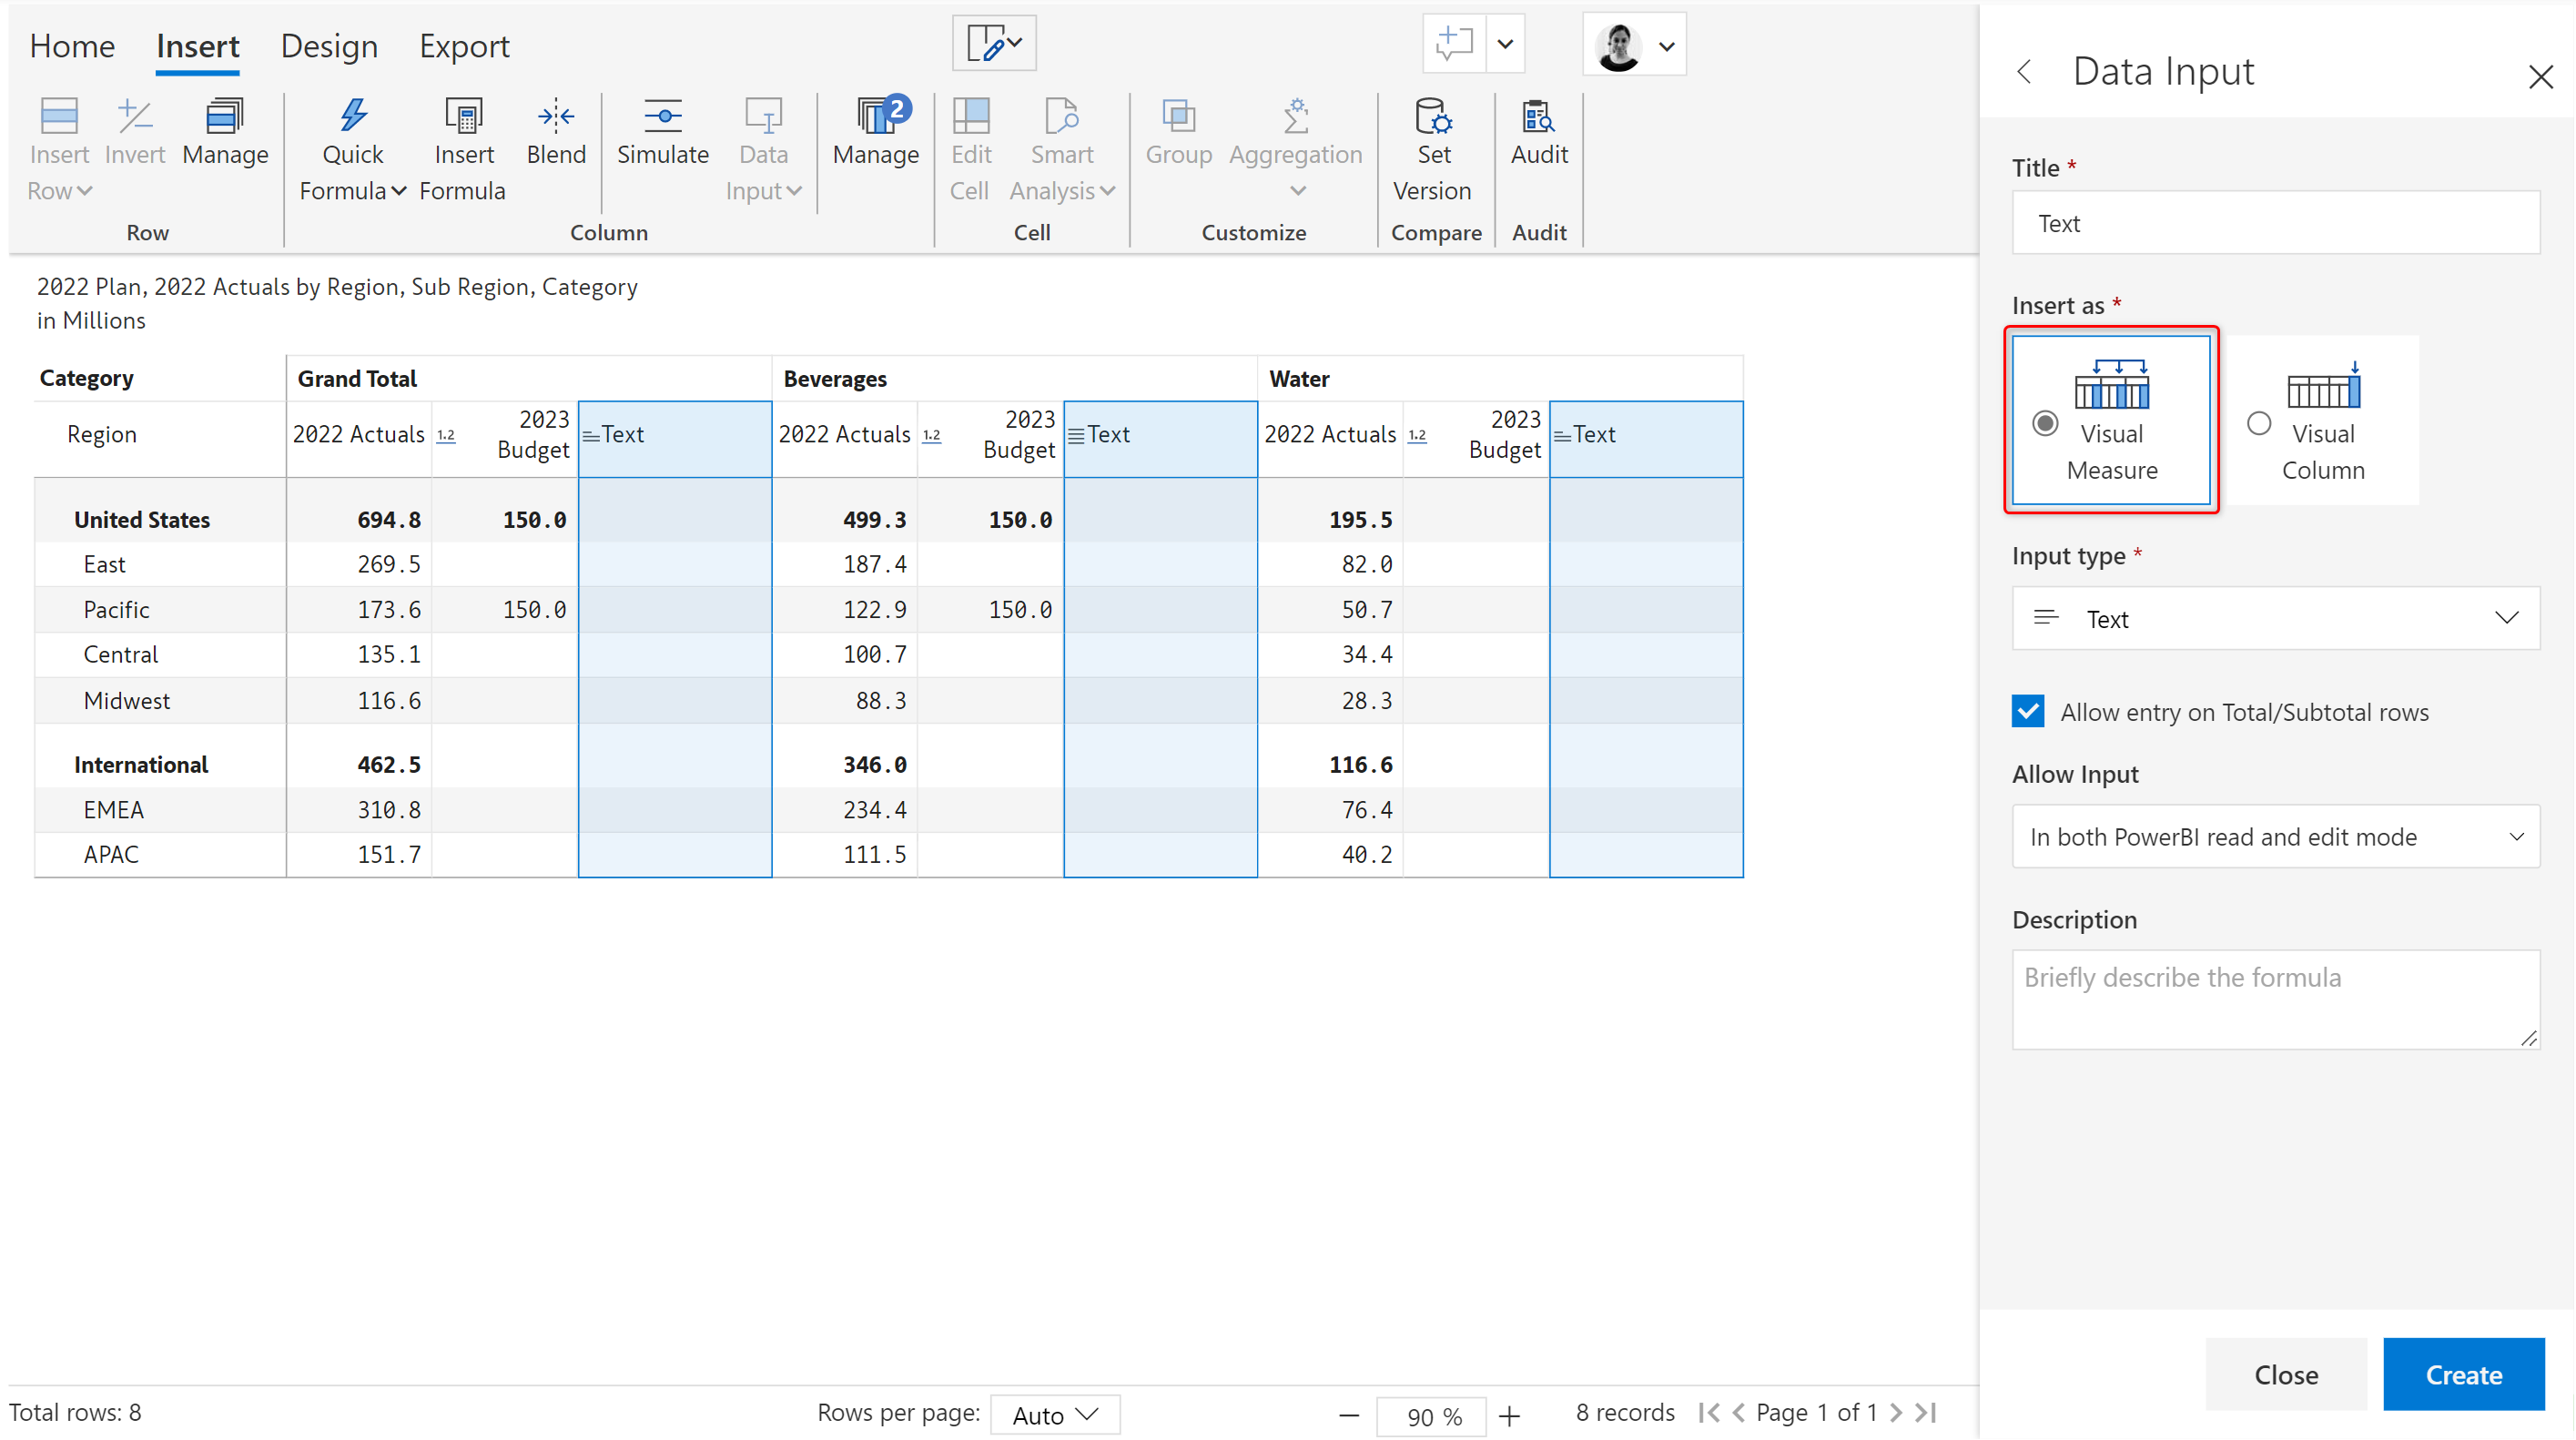 Home Insert Design Export
2
Insert Invert Manage Quick Insert Blend Simulate Data Manage Edit Smart Group Aggregation Set Audit
Row Formula Formula Input Cell Analysis Version
Row Column Cell Customize Compare Audit
2022 Plan, 2022 Actuals by Region, Sub Region, Category
in Millions
Category Grand Total Beverages Water
Region 2022 Actuals 1.2 2023 Budget Text 2022 Actuals 1.2 2023 Budget Text 2022 Actuals 1.2 2023 Budget Text
United States 694.8 150.0 499.3 150.0 195.5
East 269.5 187.4 82.0
Pacific 173.6 150.0 122.9 150.0 50.7
Central 135.1 100.7 34.4
Midwest 116.6 88.3 28.3
International 462.5 346.0 116.6
EMEA 310.8 234.4 76.4
APAC 151.7 111.5 40.2
Total rows: 8 Rows per page: Auto 90 % 8 records Page 1 of 1
Data Input
Title *
Text
Insert as *
Visual Visual
Measure Column
Input type *
Text
Allow entry on Total/Subtotal rows
Allow Input
In both PowerBI read and edit mode
Description
Briefly describe the formula
Close Create